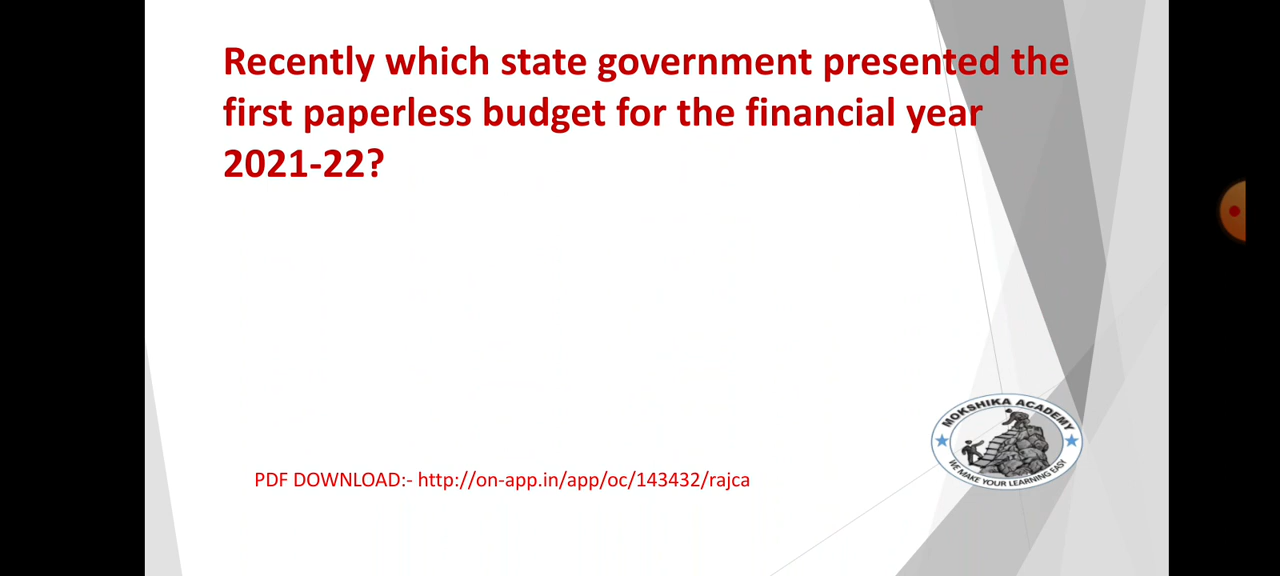 Recently which state government presented the
first paperless budget for the financial year
2021-22?
PDF DOWNLOAD:- http://on-app.in/app/oc/143432/rajca
MOKSHIKA ACADEMY
WE MAKE YOUR LEARNING EASY